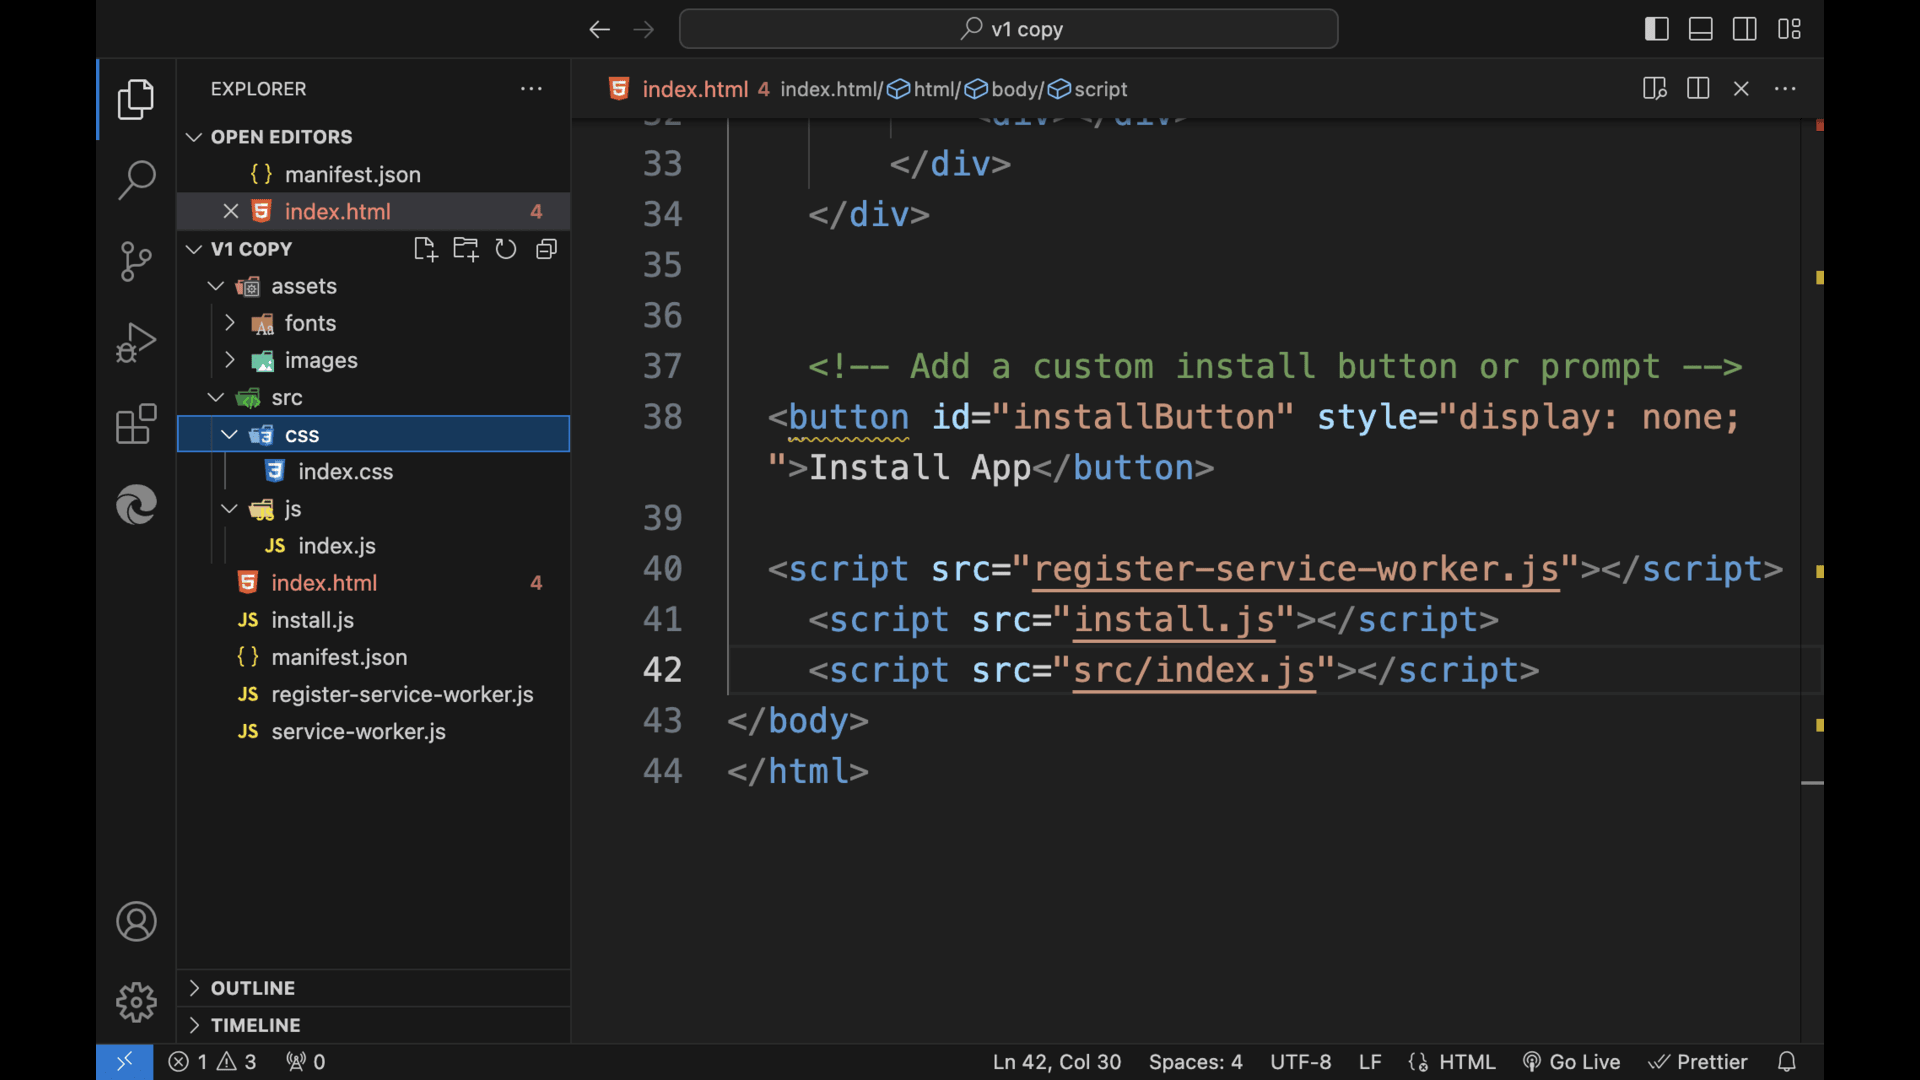 v1 copy
EXPLORER
OPEN EDITORS
{ } manifest.json
index.html 4
V1 COPY
assets
fonts
images
src
css
index.css
js
JS index.js
index.html 4
JS install.js
{ } manifest.json
JS register-service-worker.js
JS service-worker.js
OUTLINE
TIMELINE
index.html 4 index.html/html/body/script
32 <div></div>
33 </div>
34 </div>
35
36
37 <!-- Add a custom install button or prompt -->
38 <button id="installButton" style="display: none;
">Install App</button>
39
40 <script src="register-service-worker.js"></script>
41 <script src="install.js"></script>
42 <script src="src/index.js"></script>
43 </body>
44 </html>
1 3 0 Ln 42, Col 30 Spaces: 4 UTF-8 LF HTML Go Live Prettier